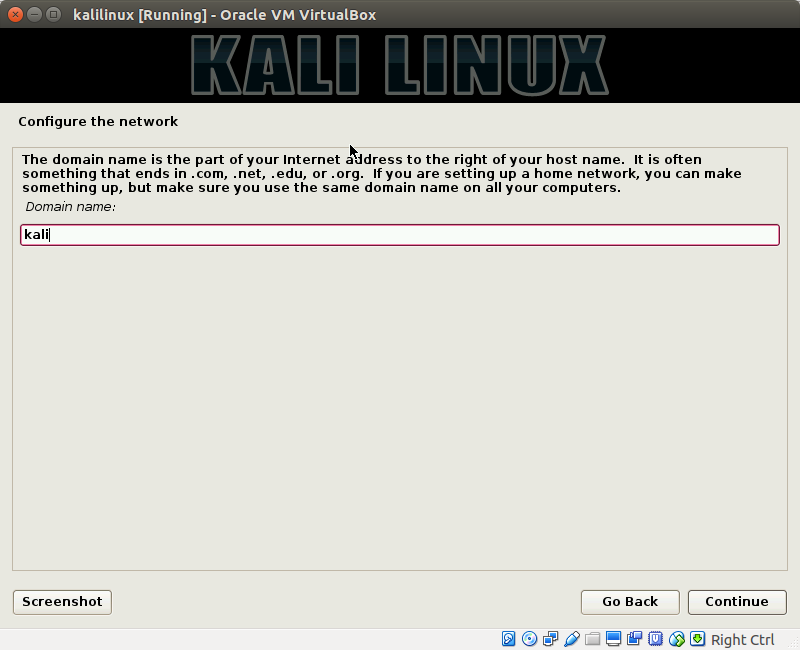 kalilinux [Running] - Oracle VM VirtualBox
KALI LINUX
Configure the network
The domain name is the part of your Internet address to the right of your host name.  It is often
something that ends in .com, .net, .edu, or .org.  If you are setting up a home network, you can make
something up, but make sure you use the same domain name on all your computers.
Domain name:
kali
Screenshot
Go Back
Continue
Right Ctrl